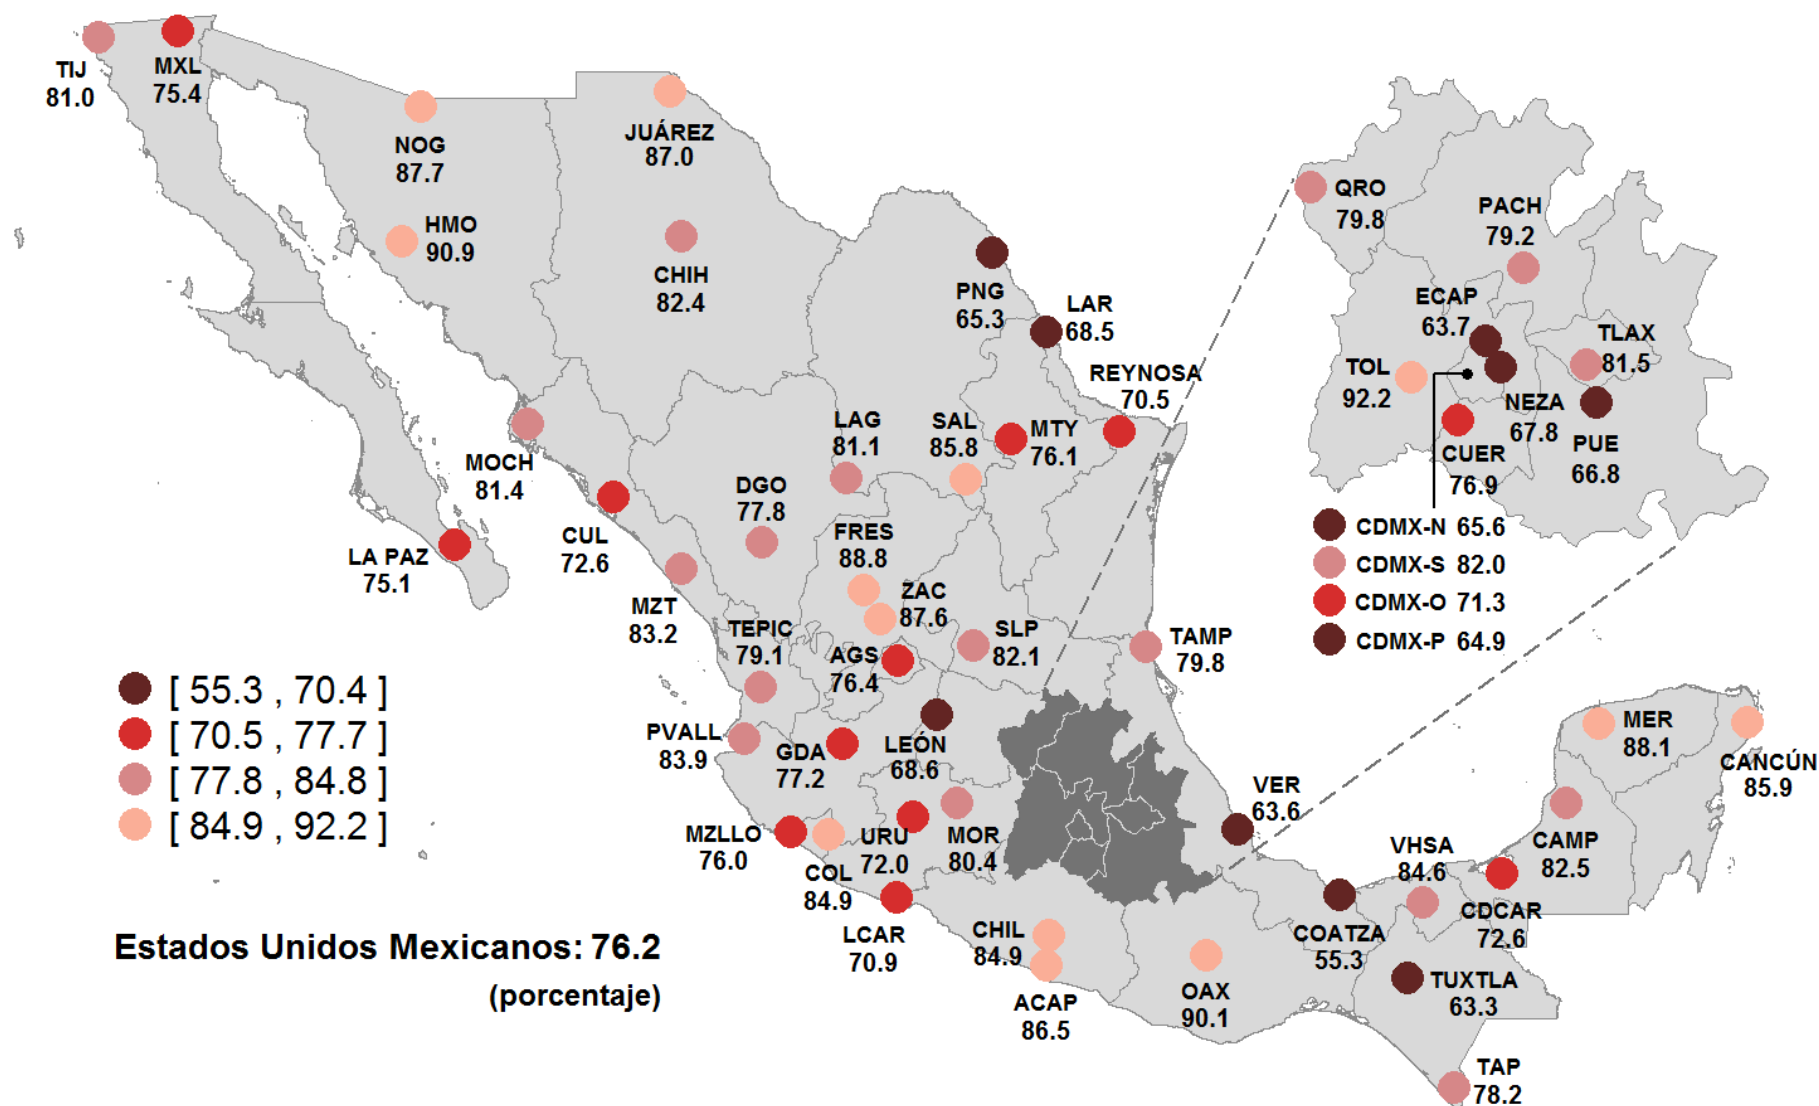 TIJ
81.0
MXL
75.4
NOG
87.7
HMO
90.9
JUÁREZ
87.0
CHIH
82.4
PNG
65.3
LAR
68.5
REYNOSA
70.5
MOCH
81.4
LA PAZ
75.1
CUL
72.6
DGO
77.8
LAG
81.1
SAL
85.8
MTY
76.1
FRES
88.8
ZAC
87.6
MZT
83.2
TEPIC
79.1
AGS
76.4
SLP
82.1
TAMP
79.8
PVALL
83.9
GDA
77.2
LEÓN
68.6
MZLLO
76.0
COL
84.9
URU
72.0
MOR
80.4
LCAR
70.9
CHIL
84.9
ACAP
86.5
OAX
90.1
VER
63.6
COATZA
55.3
VHSA
84.6
CDCAR
72.6
TUXTLA
63.3
TAP
78.2
CAMP
82.5
MER
88.1
CANCÚN
85.9
QRO
79.8
PACH
79.2
ECAP
63.7
TLAX
81.5
TOL
92.2
NEZA
67.8
PUE
66.8
CUER
76.9
CDMX-N 65.6
CDMX-S 82.0
CDMX-O 71.3
CDMX-P 64.9
[ 55.3 , 70.4 ]
[ 70.5 , 77.7 ]
[ 77.8 , 84.8 ]
[ 84.9 , 92.2 ]
Estados Unidos Mexicanos: 76.2
(porcentaje)